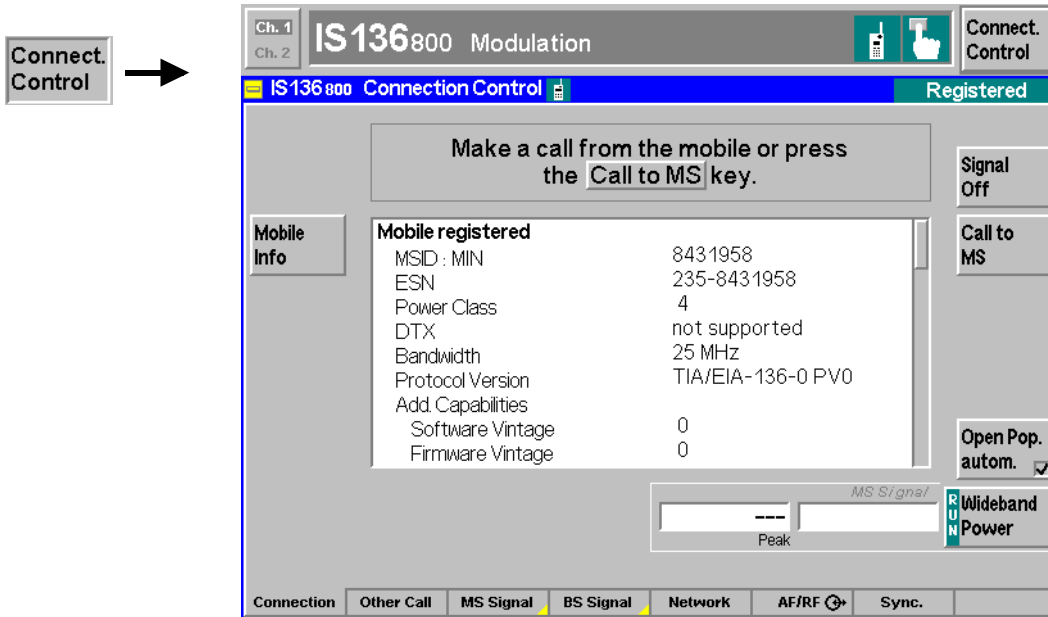 Connect.
Control
Ch. 1
Ch. 2
IS136800 Modulation
Connect.
Control
IS136 800 Connection Control
Registered
Make a call from the mobile or press
the Call to MS key.
Signal
Off
Mobile
Info
Call to
MS
Mobile registered
MSID : MIN 8431958
ESN 235-8431958
Power Class 4
DTX not supported
Bandwidth 25 MHz
Protocol Version TIA/EIA-136-0 PV0
Add. Capabilities
Software Vintage 0
Firmware Vintage 0
Open Pop.
autom.
MS Signal
---
Peak
RUN
Wideband
Power
Connection Other Call MS Signal BS Signal Network AF/RF Sync.